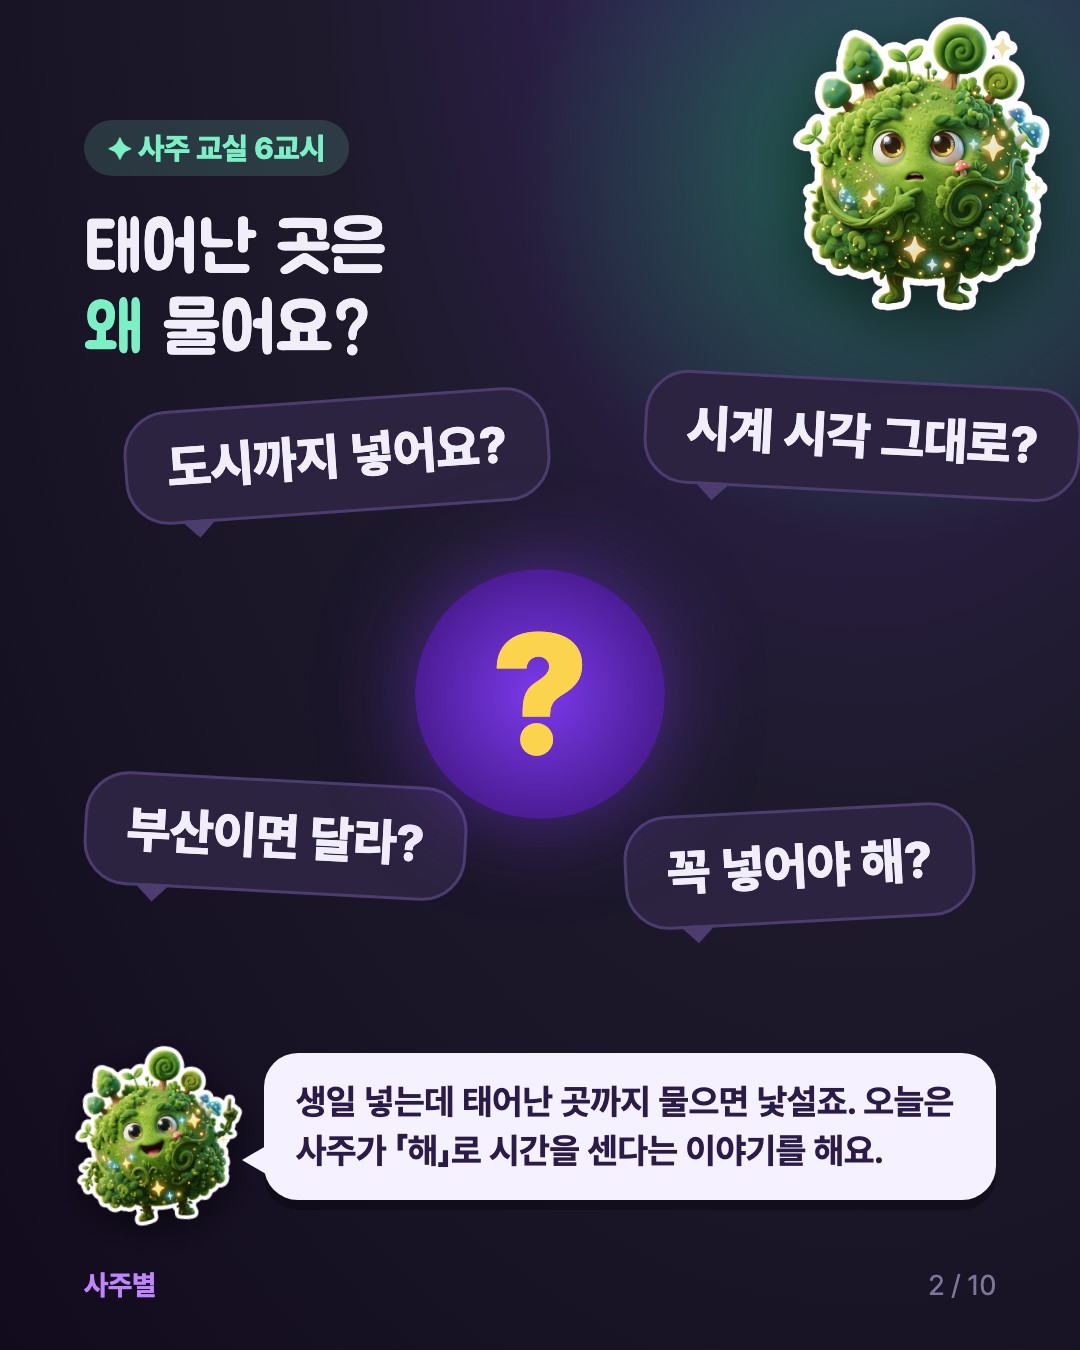 ✦ 사주 교실 6교시
태어난 곳은
왜 물어요?
도시까지 넣어요?
시계 시각 그대로?
?
부산이면 달라?
꼭 넣어야 해?
생일 넣는데 태어난 곳까지 물으면 낯설죠. 오늘은
사주가 「해」로 시간을 센다는 이야기를 해요.
사주별
2 / 10